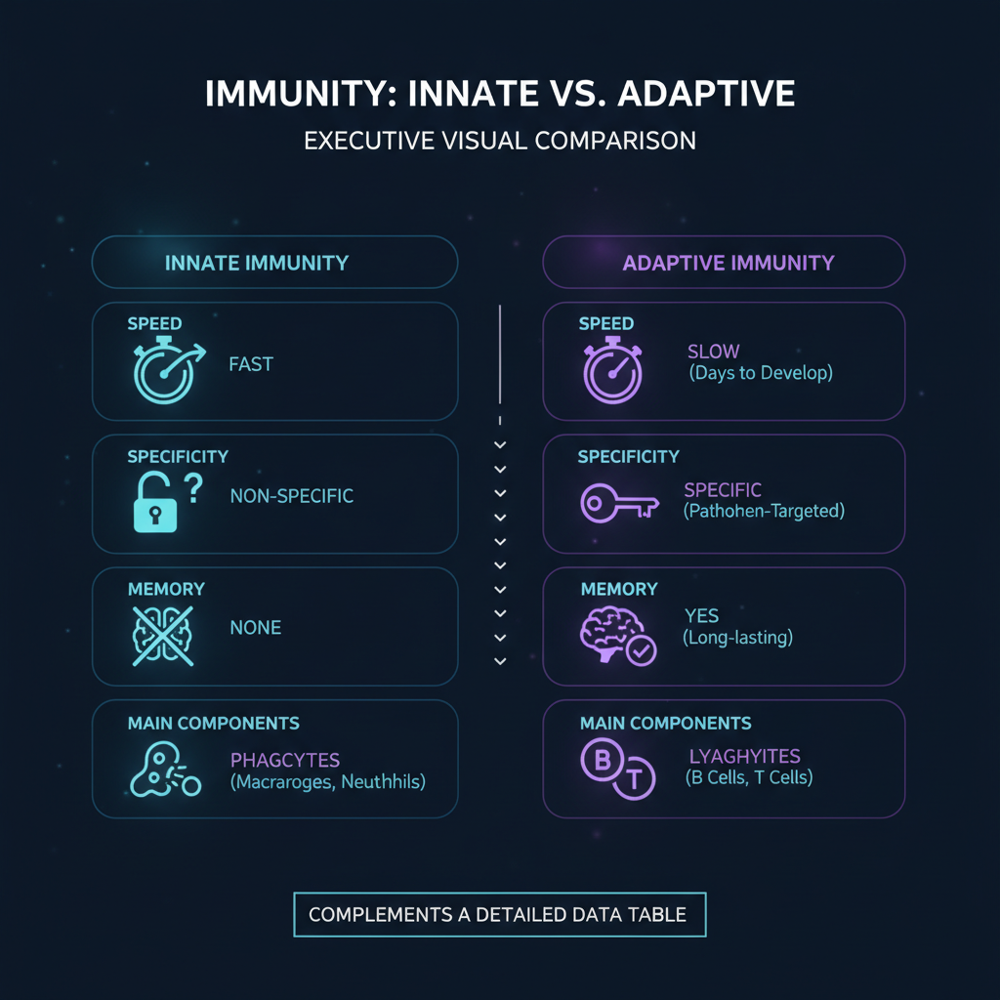 IMMUNITY: INNATE VS. ADAPTIVE
EXECUTIVE VISUAL COMPARISON
INNATE IMMUNITY
SPEED
FAST
SPECIFICITY
?
NON-SPECIFIC
MEMORY
NONE
MAIN COMPONENTS
PHAGCYTES
(Macraroges, Neuthhils)
ADAPTIVE IMMUNITY
SPEED
SLOW
(Days to Develop)
SPECIFICITY
SPECIFIC
(Pathohen-Targeted)
MEMORY
YES
(Long-lasting)
MAIN COMPONENTS
B
T
LYAGHYITES
(B Cells, T Cells)
COMPLEMENTS A DETAILED DATA TABLE